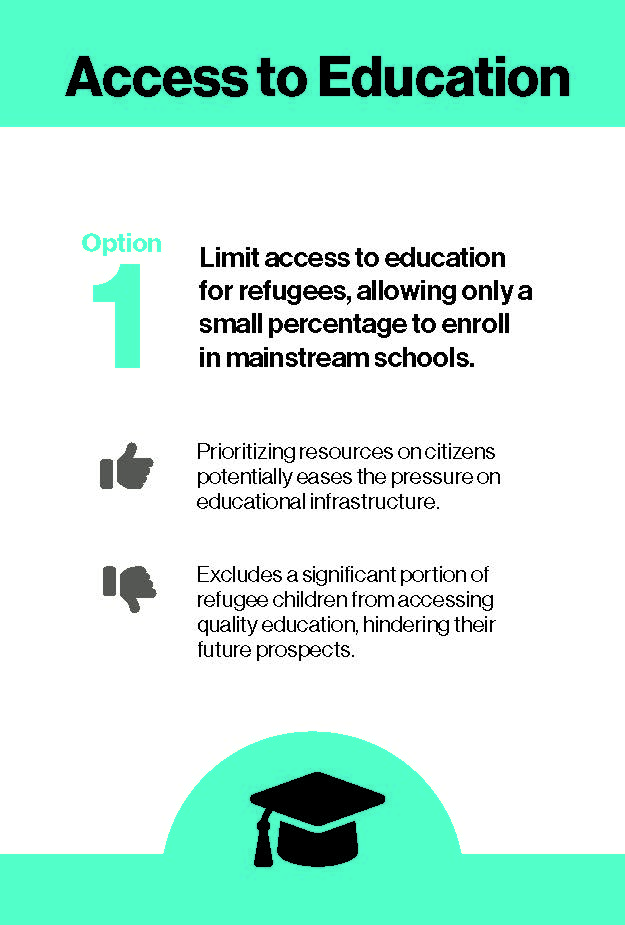 Access to Education
Option
1
Limit access to education
for refugees, allowing only a
small percentage to enroll
in mainstream schools.
Prioritizing resources on citizens
potentially eases the pressure on
educational infrastructure.
Excludes a significant portion of
refugee children from accessing
quality education, hindering their
future prospects.